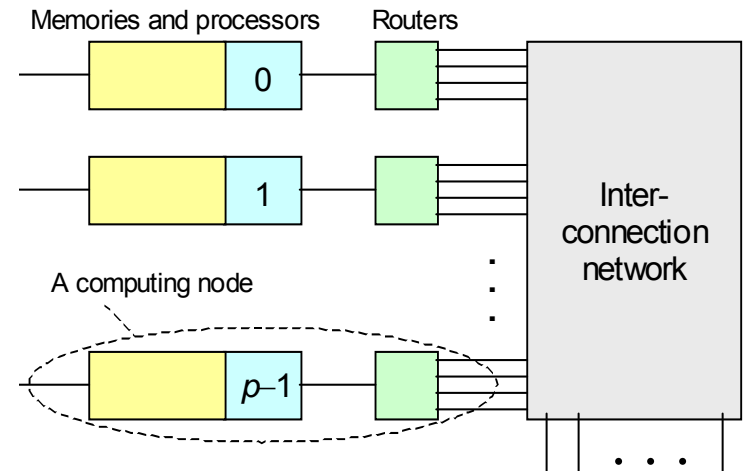 Memories and processors
Routers
0
1
Inter-
connection
network
A computing node
p–1